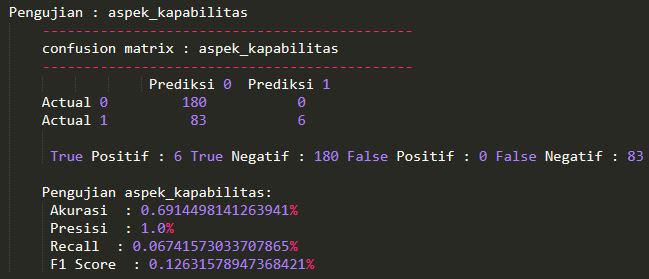 Pengujian : aspek_kapabilitas
---------------------------------------------
confusion matrix : aspek_kapabilitas
---------------------------------------------
Prediksi 0 Prediksi 1
Actual 0 180 0
Actual 1 83 6
True Positif : 6 True Negatif : 180 False Positif : 0 False Negatif : 83
Pengujian aspek_kapabilitas:
Akurasi : 0.6914498141263941%
Presisi : 1.0%
Recall : 0.06741573033707865%
F1 Score : 0.12631578947368421%